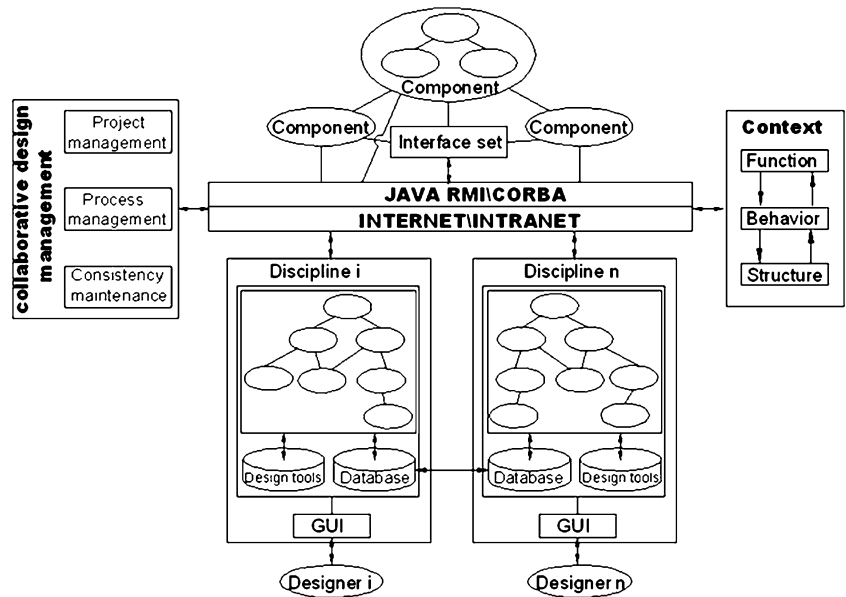 Component
Component
Component
Interface set
collaborative design
management
Project
management
Process
management
Consistency
maintenance
JAVA RMI\CORBA
INTERNET\INTRANET
Context
Function
Behavior
Structure
Discipline i
Design tools
Database
GUI
Designer i
Discipline n
Database
Design tools
GUI
Designer n